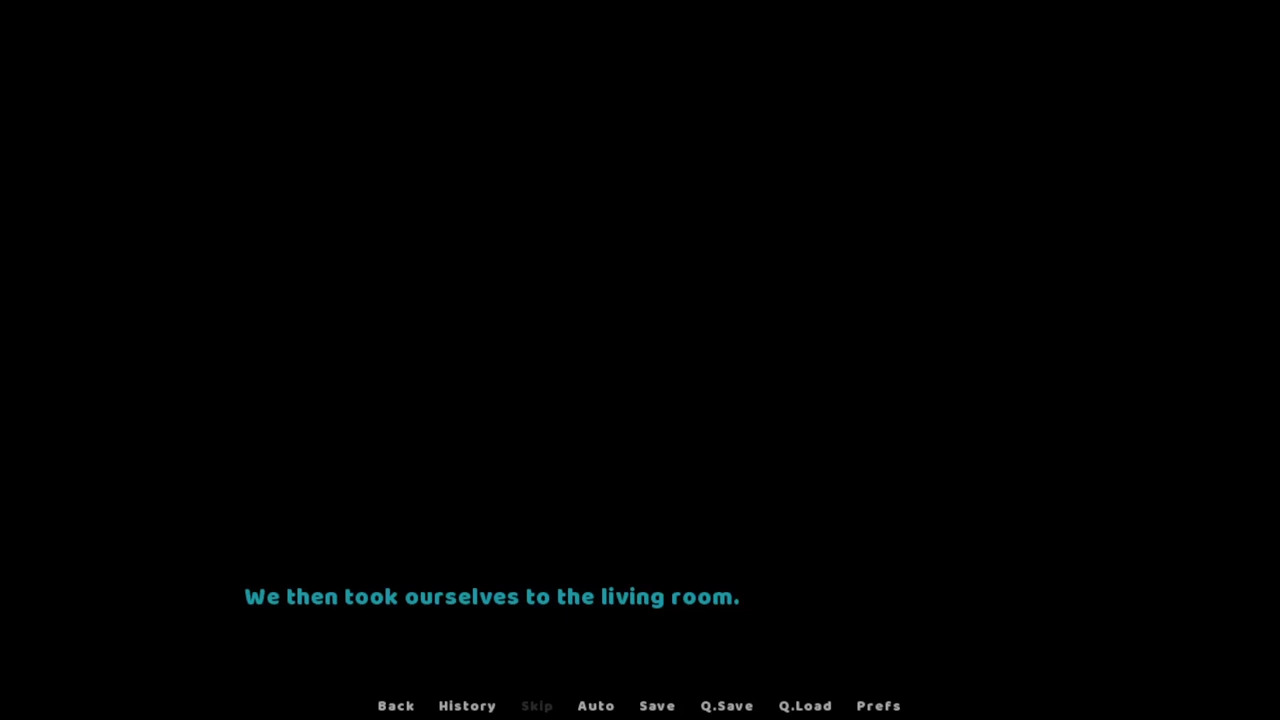 We then took ourselves to the living room.
Back History Skip Auto Save Q.Save Q.Load Prefs